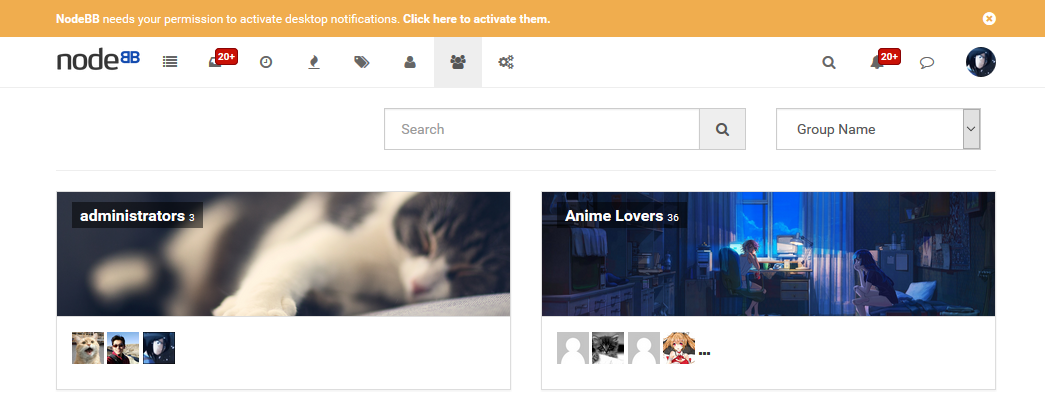 NodeBB needs your permission to activate desktop notifications. Click here to activate them.
nodeBB 20+ 20+
Search Group Name
administrators 3 Anime Lovers 36
...